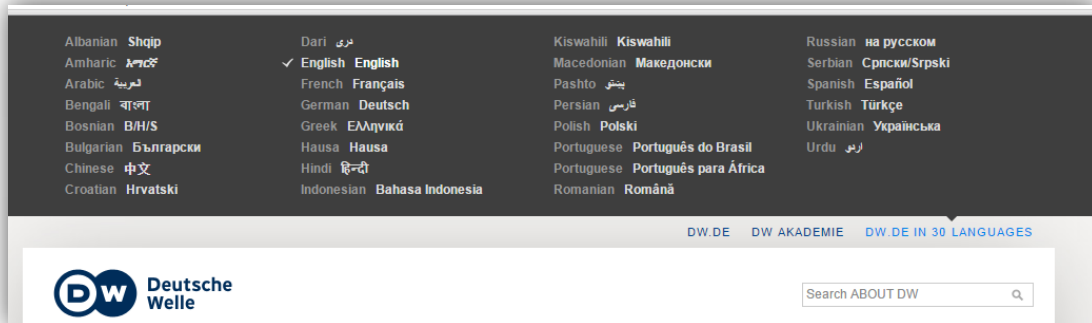 Albanian Shqip
Amharic አማርኛ
Arabic العربية
Bengali বাংলা
Bosnian B/H/S
Bulgarian Български
Chinese 中文
Croatian Hrvatski
Dari دری
✓ English English
French Français
German Deutsch
Greek Ελληνικά
Hausa Hausa
Hindi हिन्दी
Indonesian Bahasa Indonesia
Kiswahili Kiswahili
Macedonian Македонски
Pashto پښتو
Persian فارسی
Polish Polski
Portuguese Português do Brasil
Portuguese Português para África
Romanian Română
Russian на русском
Serbian Српски/Srpski
Spanish Español
Turkish Türkçe
Ukrainian Українська
Urdu اردو
DW.DE DW AKADEMIE DW.DE IN 30 LANGUAGES
DW Deutsche
Welle
Search ABOUT DW